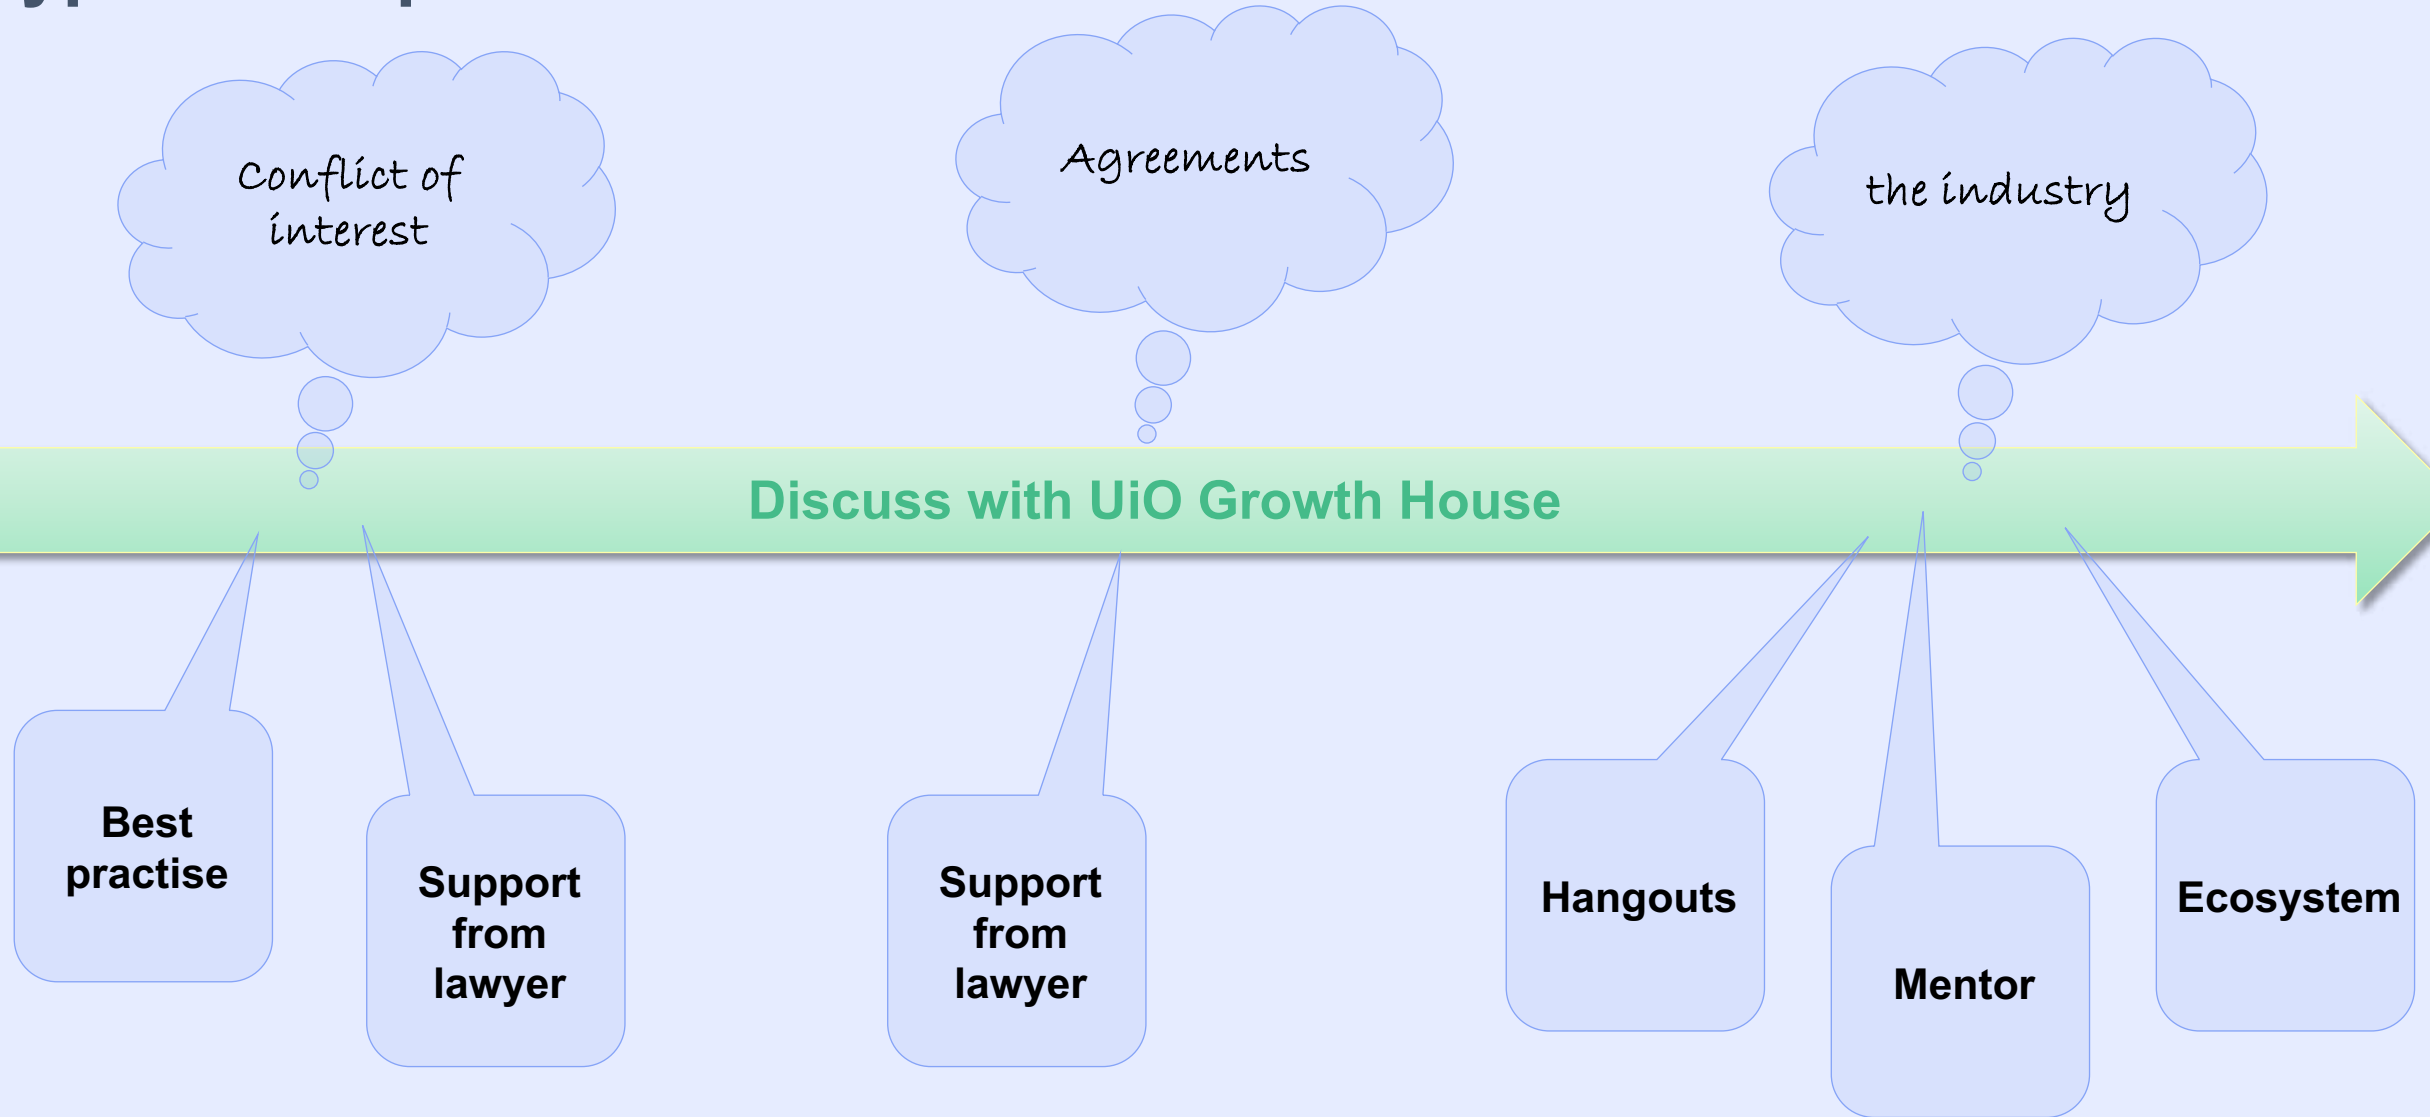 Conflict of
interest
Agreements
the industry
Discuss with UiO Growth House
Best
practise
Support
from
lawyer
Support
from
lawyer
Hangouts
Mentor
Ecosystem